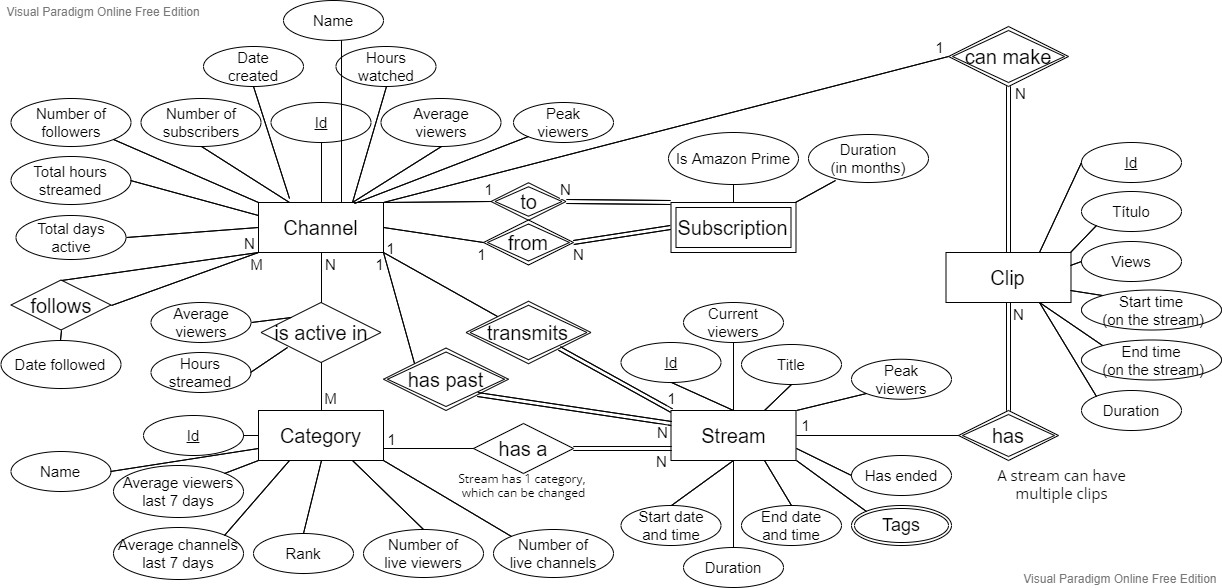 Visual Paradigm Online Free Edition
Name
Date
created
Hours
watched
1
can make
N
Number of
followers
Number of
subscribers
Id
Average
viewers
Peak
viewers
Total hours
streamed
Total days
active
Channel
1
to
N
1
from
N
Is Amazon Prime
Duration
(in months)
Subscription
Id
Título
Views
Start time
(on the stream)
End time
(on the stream)
Duration
Clip
N
N
M
N
1
1
follows
Date followed
Average
viewers
Hours
streamed
is active in
M
transmits
has past
Current
viewers
Id
Title
Peak
viewers
1
N
N
Stream
1
has
A stream can have
multiple clips
Id
Name
Category
1
has a
Stream has 1 category,
which can be changed
Average viewers
last 7 days
Average channels
last 7 days
Rank
Number of
live viewers
Number of
live channels
Start date
and time
Duration
End date
and time
Has ended
Tags
Visual Paradigm Online Free Edition